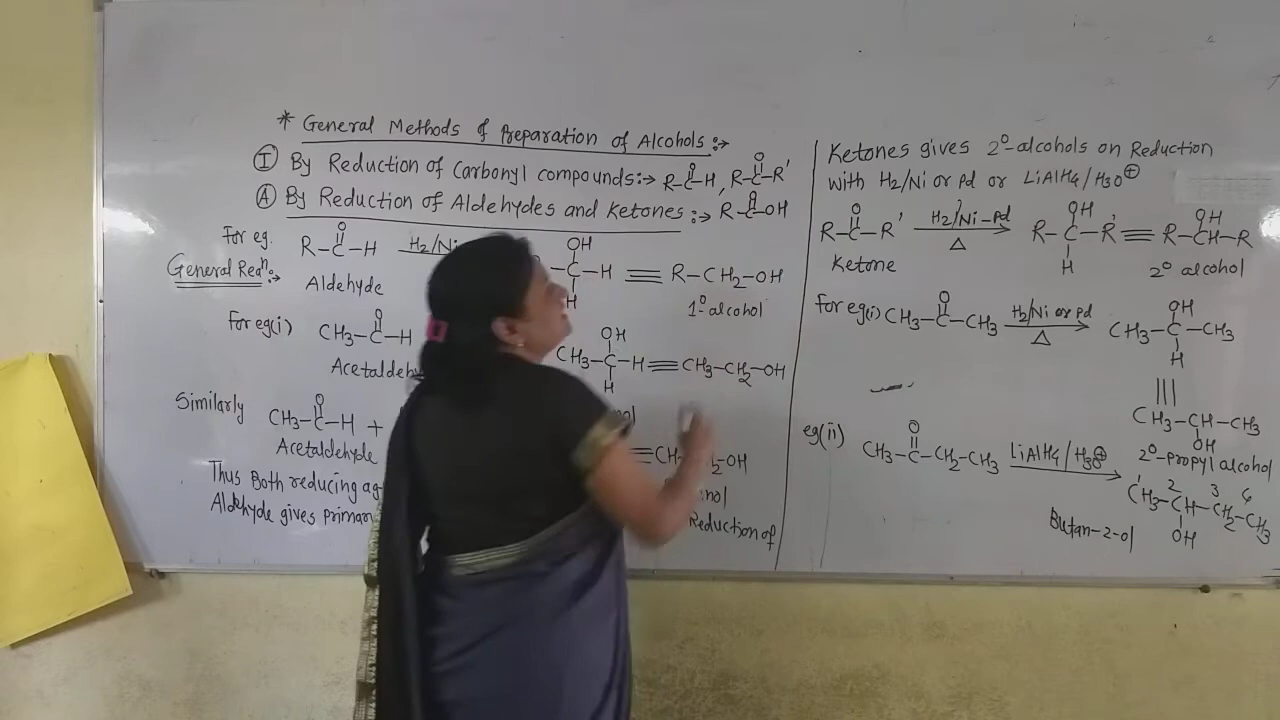 * General Methods of Preparation of Alcohols :→
(I) By Reduction of Carbonyl compounds :→ R–C(=O)–H, R–C(=O)–R'
(A) By Reduction of Aldehydes and Ketones :→ R–C(=O)–OH
For eg. R–C(=O)–H H2/Ni OH –C–H ≡ R–CH2–OH
H
General Reaⁿ :→ Aldehyde 1°-alcohol
For eg(i) CH3–C(=O)–H OH CH3–C–H ≡ CH3–CH2–OH
H
Acetaldehy
Similarly CH3–C(=O)–H +
OH
Acetaldehyde
Thus Both reducing ag
Aldehyde gives primar Reduction of
Ketones gives 2°-alcohols on Reduction
with H2/Ni or Pd or LiAlH4/H3O⊕
R–C(=O)–R' H2/Ni–Pd △ → OH R–C–R' ≡ OH R–CH–R
H
Ketone 2° alcohol
for eg(i) CH3–C(=O)–CH3 H2/Ni or Pd △ → OH CH3–C–CH3
H
|||
CH3–CH–CH3
OH
2°-propyl alcohol
eg(ii) CH3–C(=O)–CH2–CH3 LiAlH4/H3O⊕ →
1 2 3 4
CH3–CH–CH2–CH3
OH
Butan-2-ol